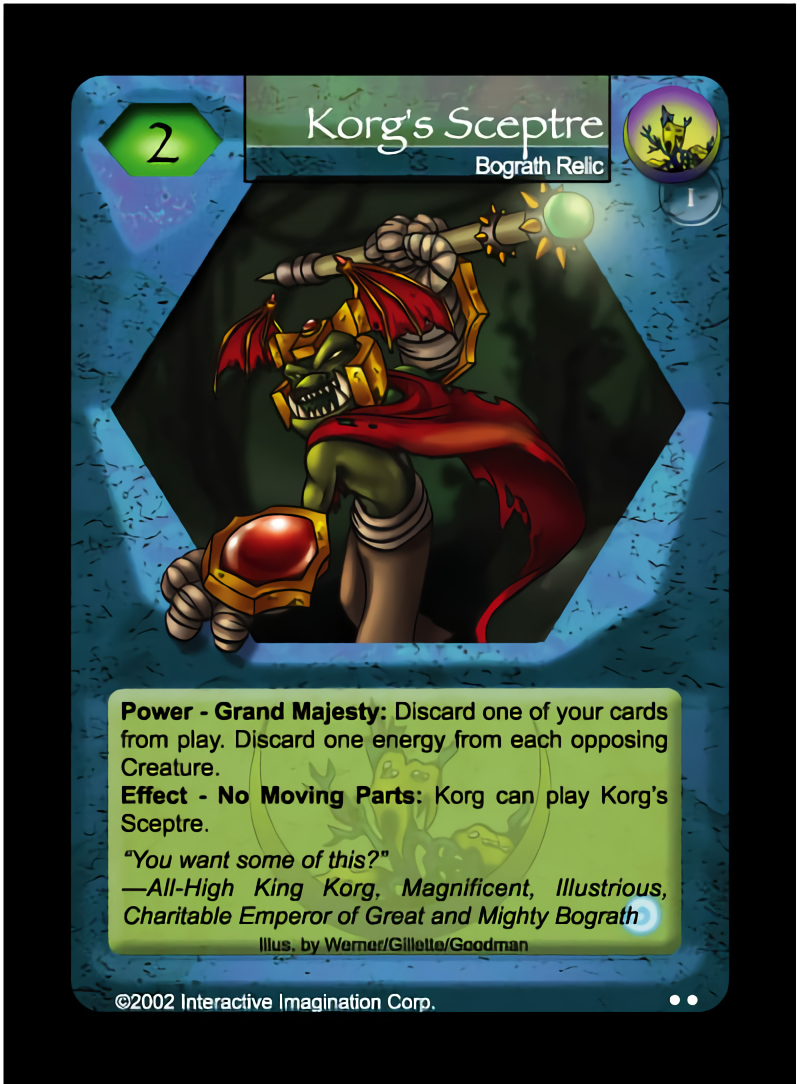 2
Korg's Sceptre
Bograth Relic
I
Power - Grand Majesty: Discard one of your cards
from play. Discard one energy from each opposing
Creature.
Effect - No Moving Parts: Korg can play Korg's
Sceptre.
"You want some of this?"
—All-High King Korg, Magnificent, Illustrious,
Charitable Emperor of Great and Mighty Bograth
Illus. by Werner/Gillette/Goodman
©2002 Interactive Imagination Corp.